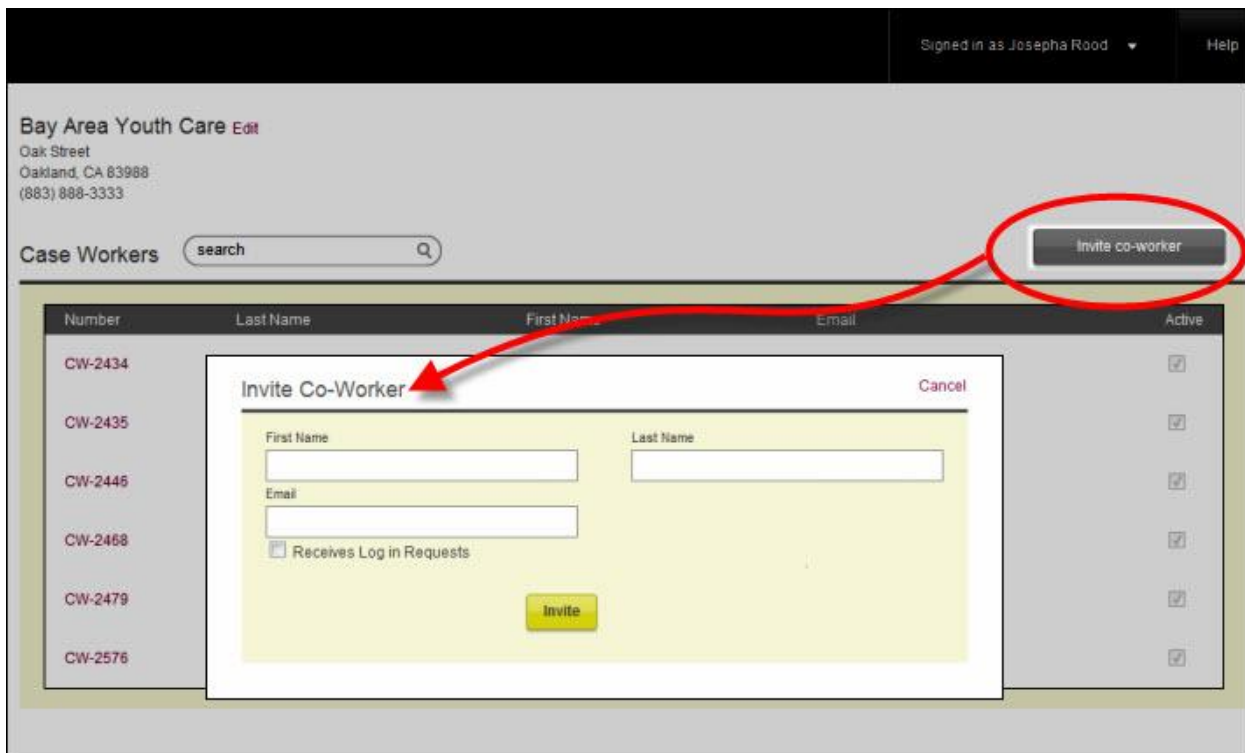 Signed in as Josepha Rood Help
Bay Area Youth Care Edit
Oak Street
Oakland, CA 83988
(883) 888-3333
Case Workers search Invite co-worker
Number Last Name First Name Email Active
CW-2434
Invite Co-Worker Cancel
CW-2435
First Name Last Name
CW-2446
Email
CW-2468
Receives Log in Requests
CW-2479
Invite
CW-2576